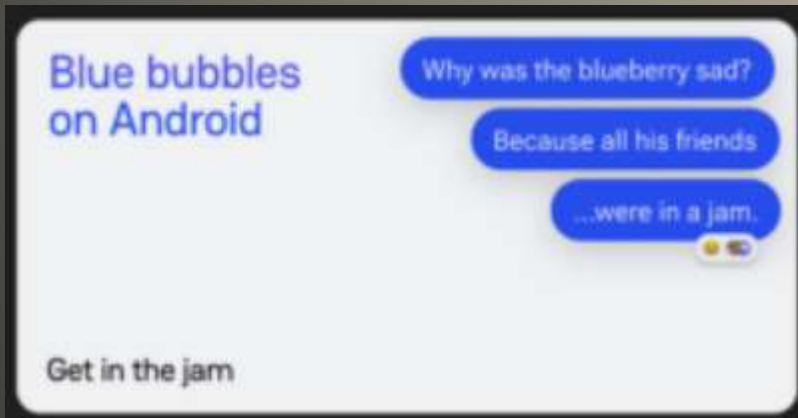 Blue bubbles
on Android
Why was the blueberry sad?
Because all his friends
...were in a jam.
Get in the jam